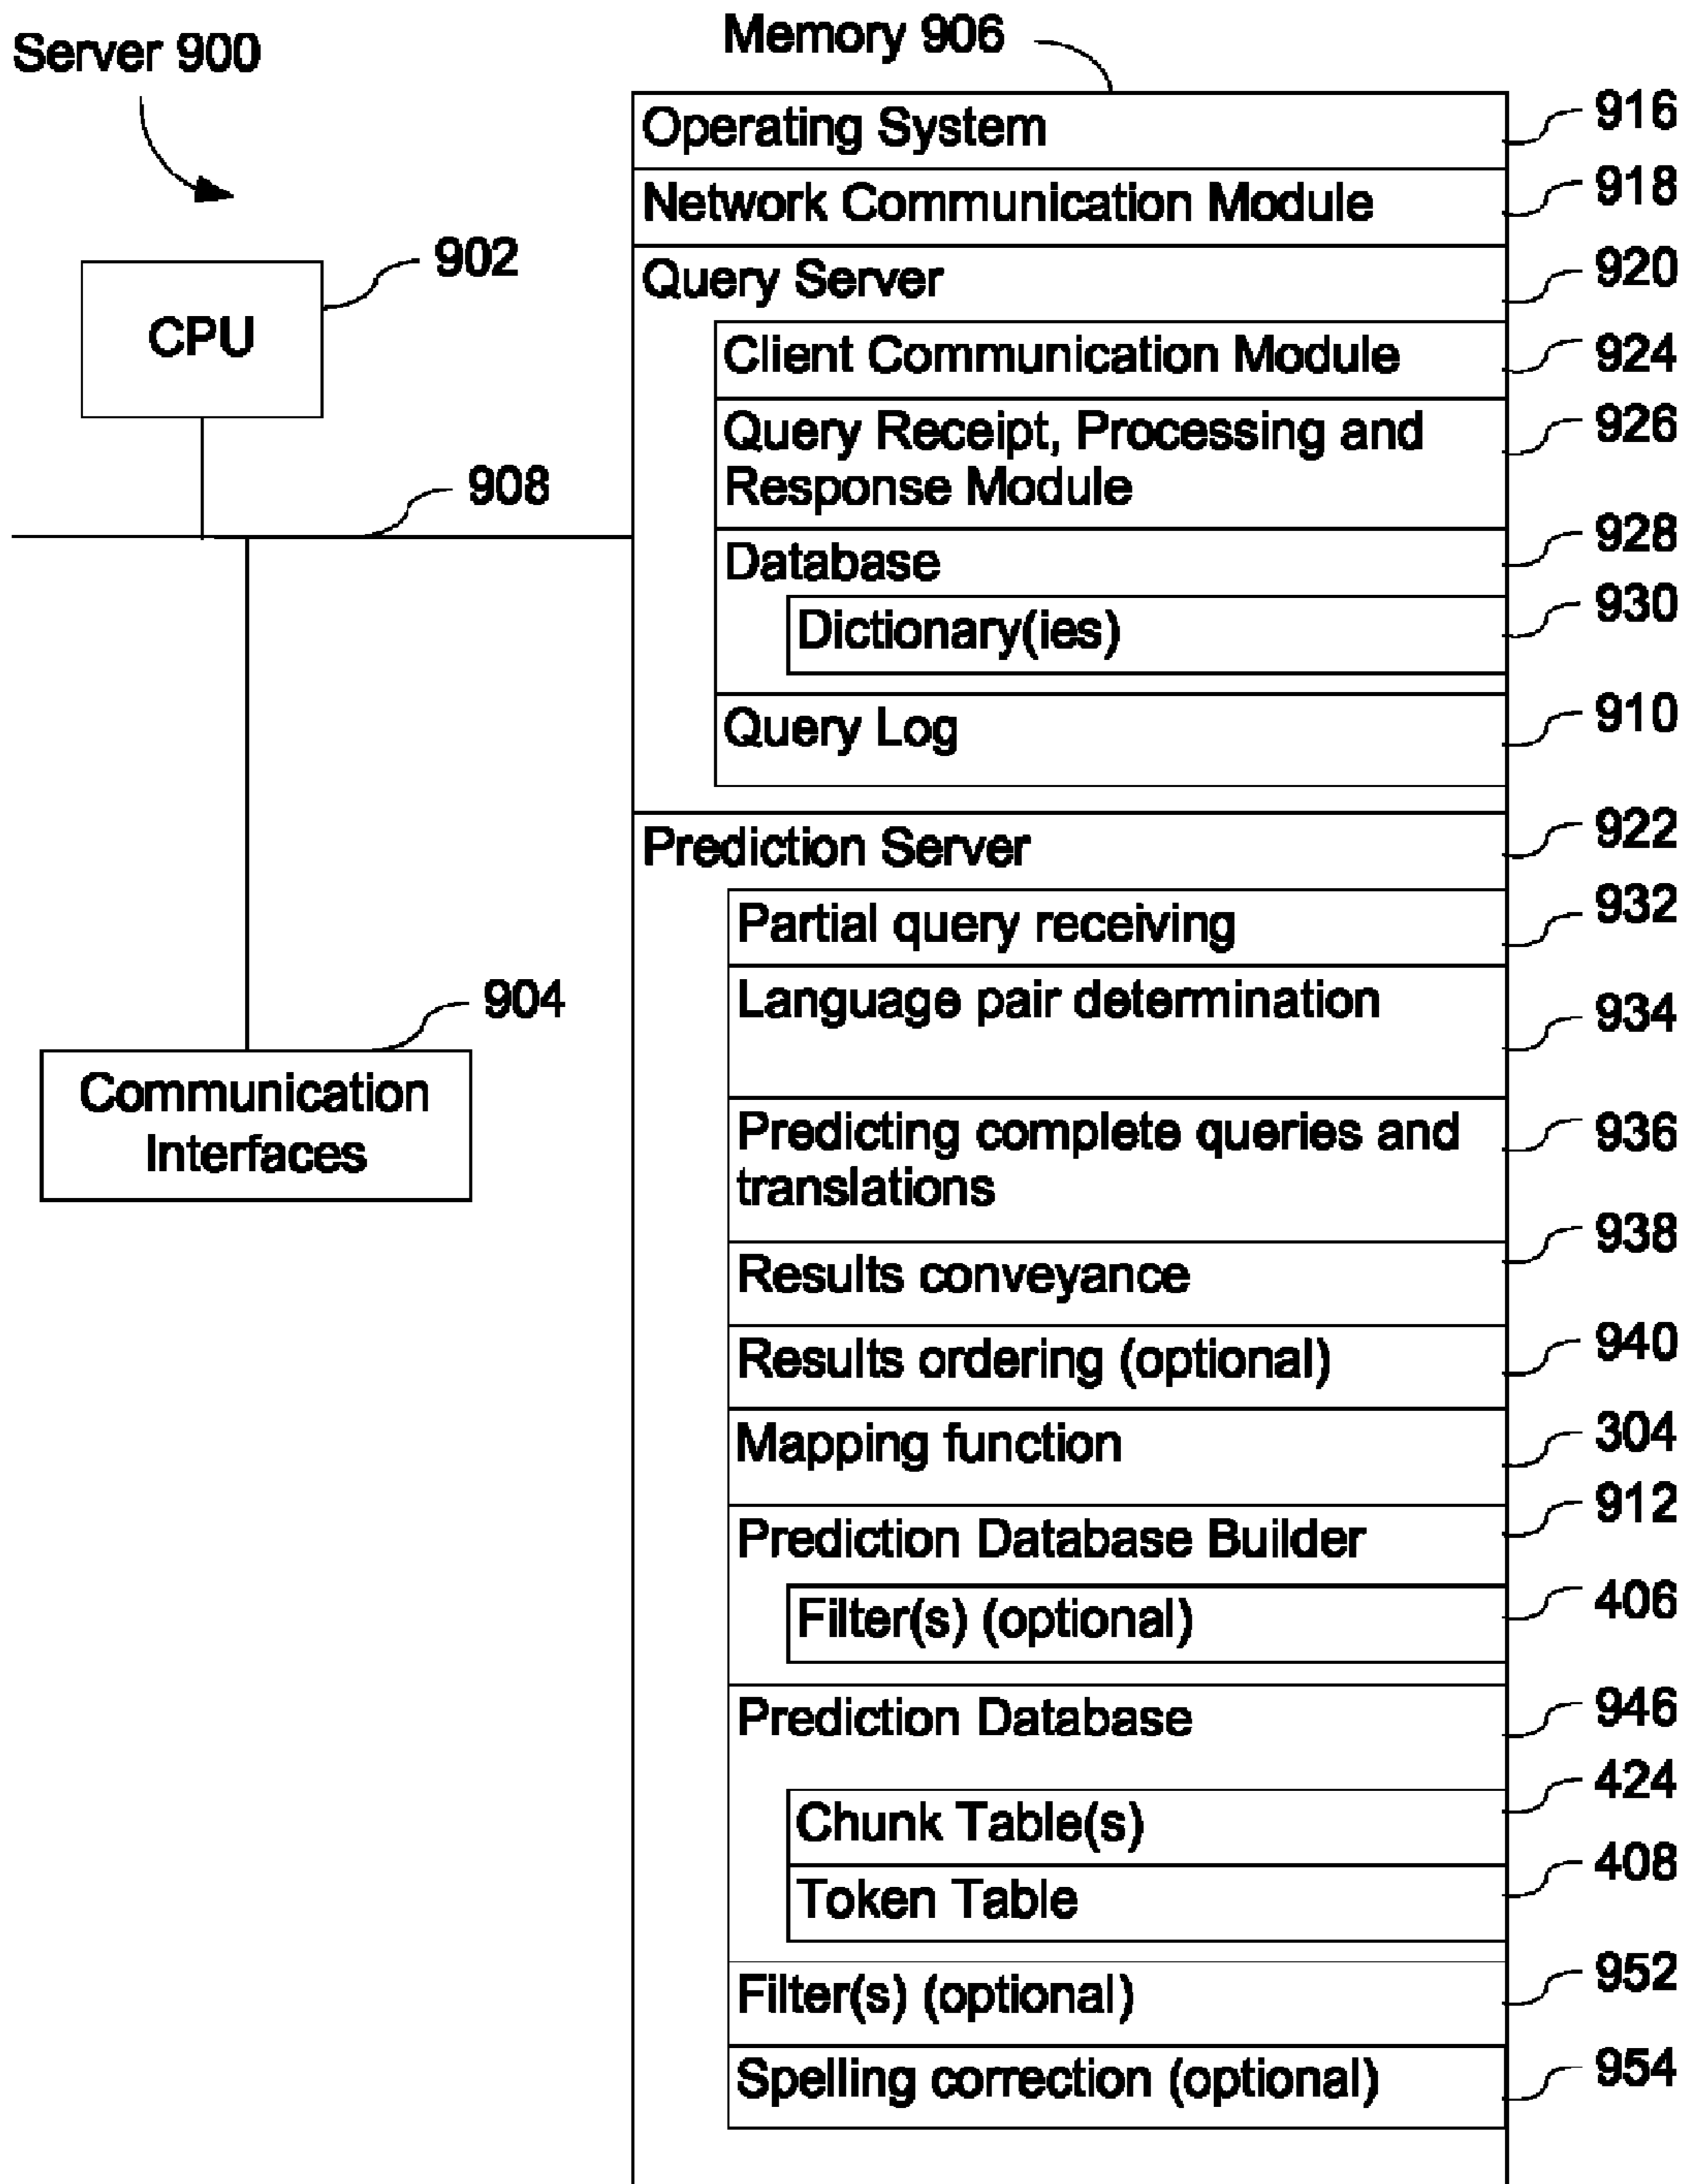 Server 900
Memory 906
Operating System 916
Network Communication Module 918
902
CPU
Query Server 920
Client Communication Module 924
Query Receipt, Processing and 926
Response Module
908
Database 928
Dictionary(ies) 930
Query Log 910
Prediction Server 922
Partial query receiving 932
Language pair determination 934
904
Communication
Interfaces
Predicting complete queries and 936
translations
Results conveyance 938
Results ordering (optional) 940
Mapping function 304
Prediction Database Builder 912
Filter(s) (optional) 406
Prediction Database 946
Chunk Table(s) 424
Token Table 408
Filter(s) (optional) 952
Spelling correction (optional) 954